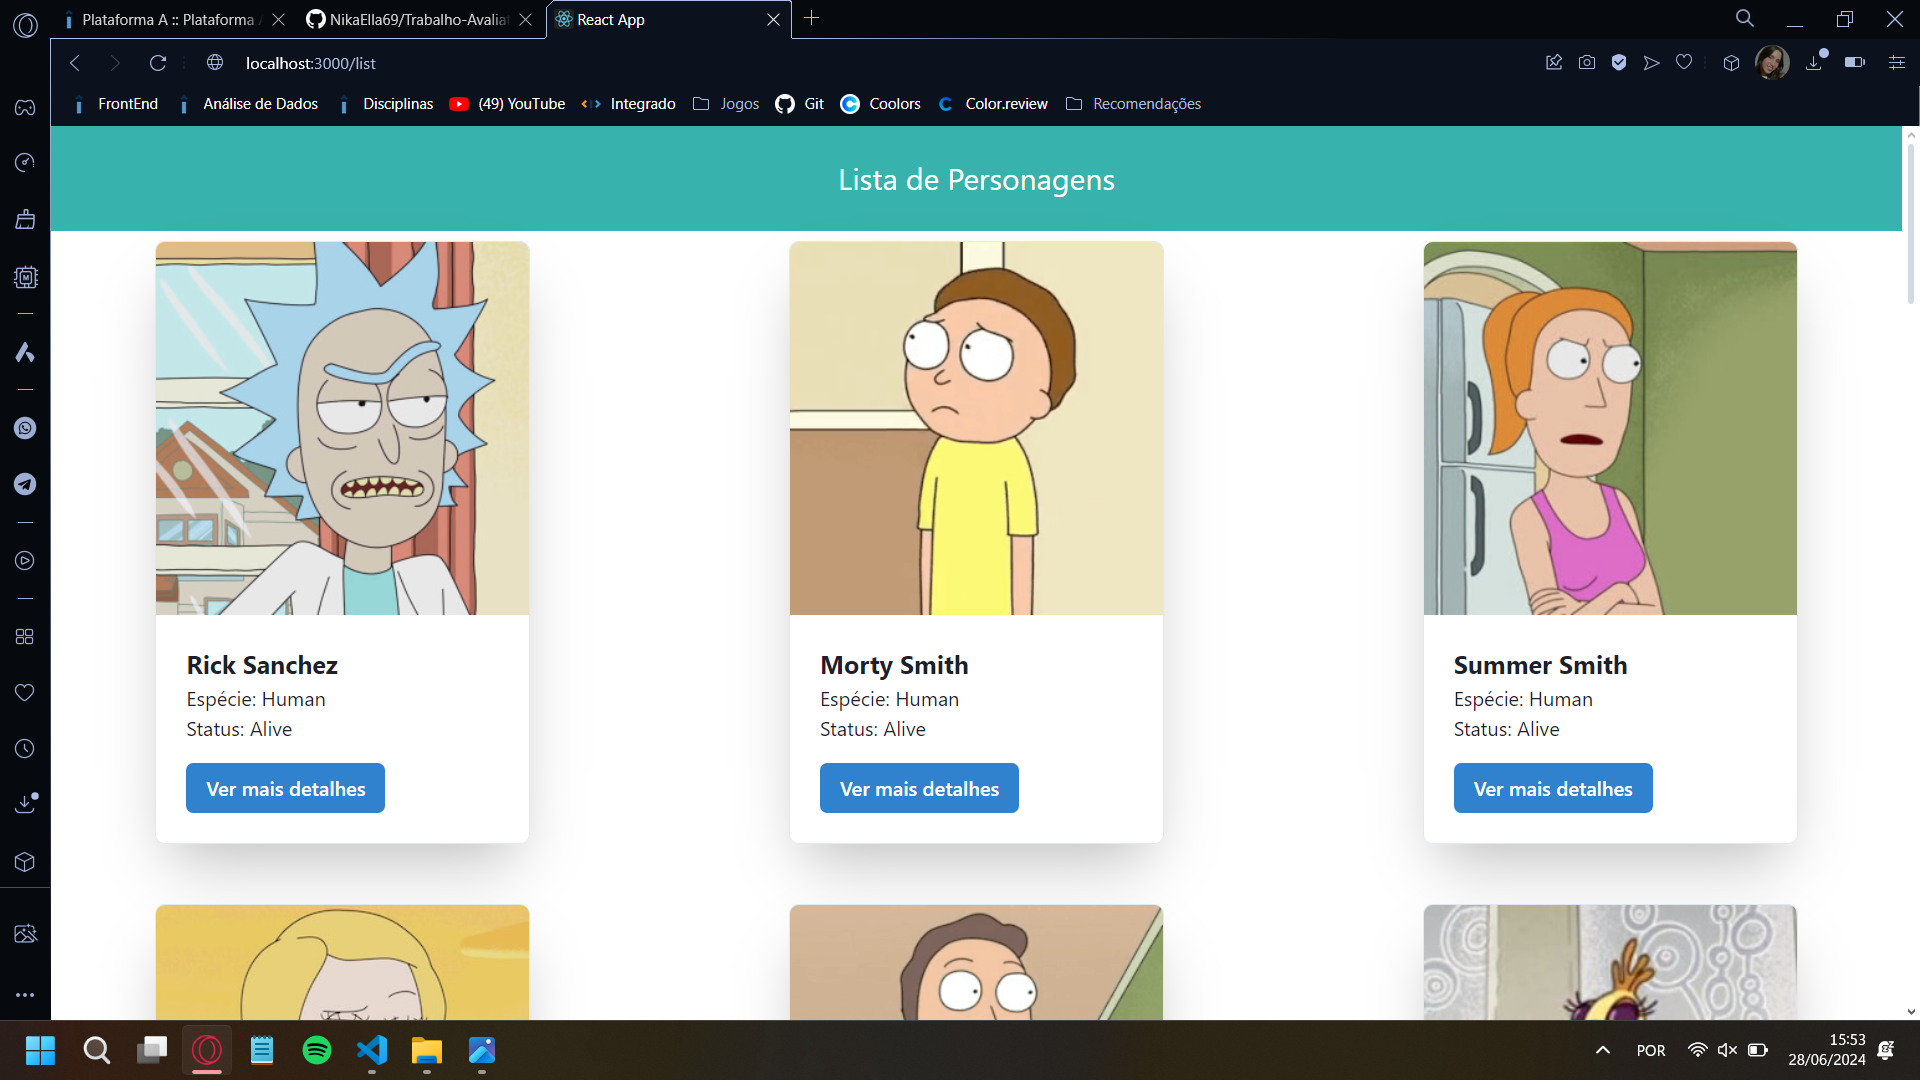 Plataforma A :: Plataforma A
NikaElla69/Trabalho-Avaliat
React App
localhost:3000/list
FrontEnd
Análise de Dados
Disciplinas
(49) YouTube
Integrado
Jogos
Git
Coolors
Color.review
Recomendações
Lista de Personagens
Rick Sanchez
Espécie: Human
Status: Alive
Ver mais detalhes
Morty Smith
Espécie: Human
Status: Alive
Ver mais detalhes
Summer Smith
Espécie: Human
Status: Alive
Ver mais detalhes
POR
15:53
28/06/2024